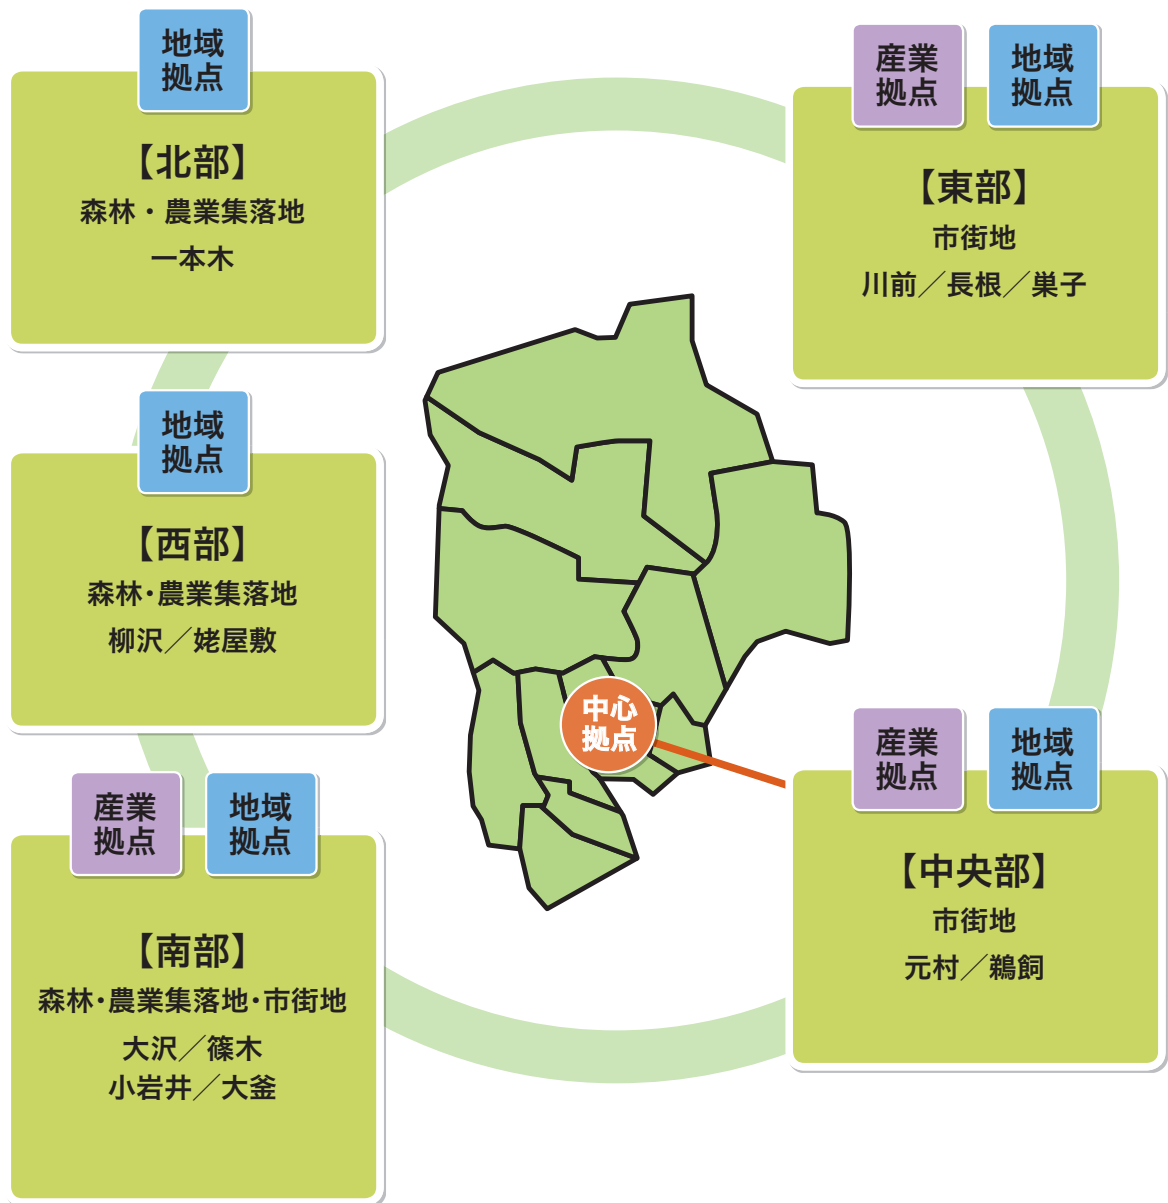 地域
拠点
【北部】
森林・農業集落地
一本木
産業
拠点
地域
拠点
【東部】
市街地
川前／長根／巣子
地域
拠点
【西部】
森林・農業集落地
柳沢／姥屋敷
中心
拠点
産業
拠点
地域
拠点
【中央部】
市街地
元村／鵜飼
産業
拠点
地域
拠点
【南部】
森林・農業集落地・市街地
大沢／篠木
小岩井／大釜